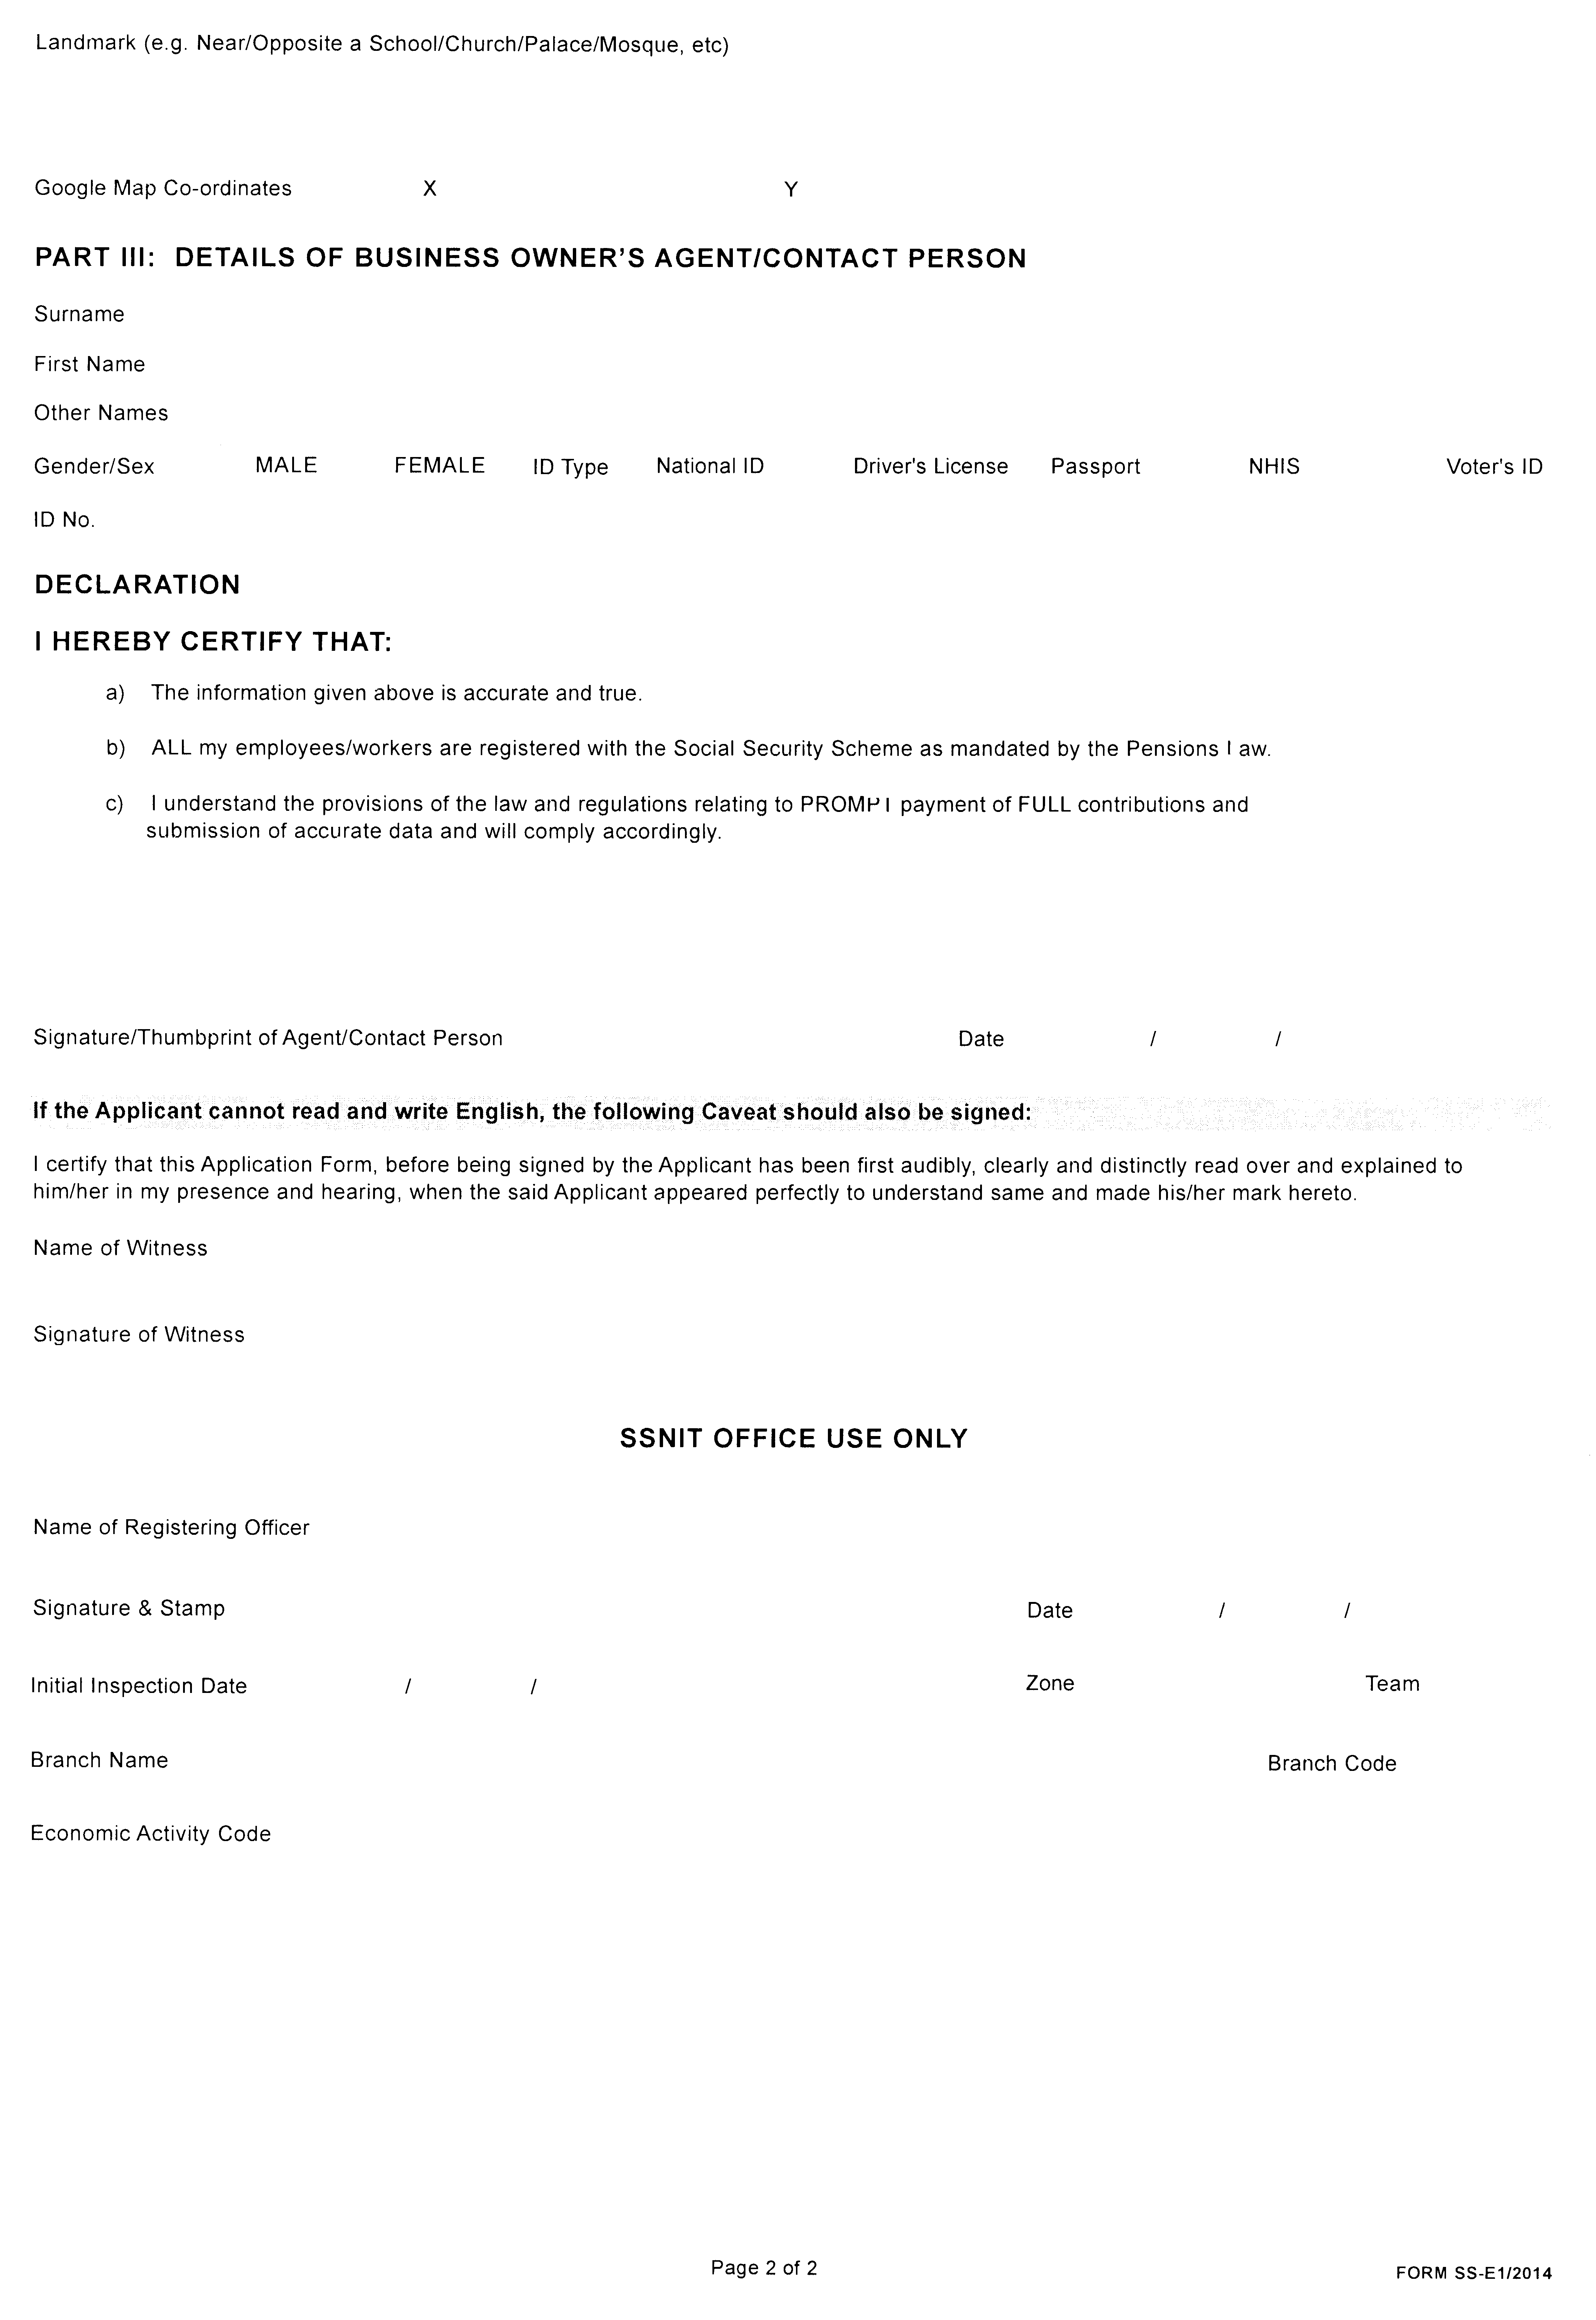 Landmark (e.g. Near/Opposite a School/Church/Palace/Mosque, etc)
Google Map Co-ordinates X Y
PART III: DETAILS OF BUSINESS OWNER'S AGENT/CONTACT PERSON
Surname
First Name
Other Names
Gender/Sex MALE FEMALE ID Type National ID Driver's License Passport NHIS Voter's ID
ID No.
DECLARATION
I HEREBY CERTIFY THAT:
a) The information given above is accurate and true.
b) ALL my employees/workers are registered with the Social Security Scheme as mandated by the Pensions Law.
c) I understand the provisions of the law and regulations relating to PROMPT payment of FULL contributions and
submission of accurate data and will comply accordingly.
Signature/Thumbprint of Agent/Contact Person Date / /
If the Applicant cannot read and write English, the following Caveat should also be signed:
I certify that this Application Form, before being signed by the Applicant has been first audibly, clearly and distinctly read over and explained to
him/her in my presence and hearing, when the said Applicant appeared perfectly to understand same and made his/her mark hereto.
Name of Witness
Signature of Witness
SSNIT OFFICE USE ONLY
Name of Registering Officer
Signature & Stamp Date / /
Initial Inspection Date / / Zone Team
Branch Name Branch Code
Economic Activity Code
Page 2 of 2 FORM SS-E1/2014